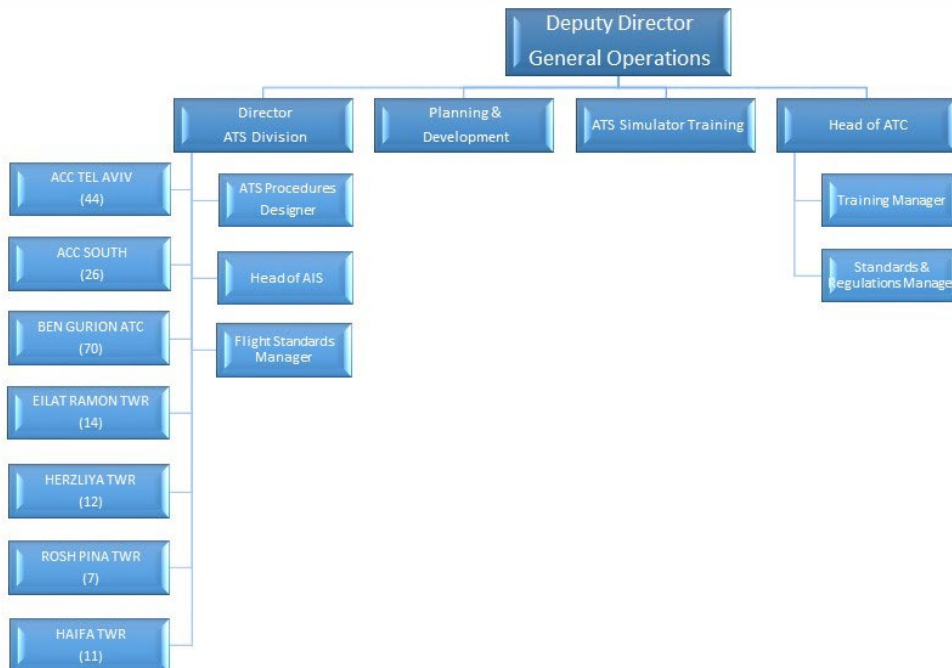 Deputy Director
General Operations
Director
ATS Division
Planning &
Development
ATS Simulator Training
Head of ATC
ACC TEL AVIV
(44)
ATS Procedures
Designer
Training Manager
ACC SOUTH
(26)
Head of AIS
Standards &
Regulations Manage
BEN GURION ATC
(70)
Flight Standards
Manager
EILAT RAMON TWR
(14)
HERZLIYA TWR
(12)
ROSH PINA TWR
(7)
HAIFA TWR
(11)